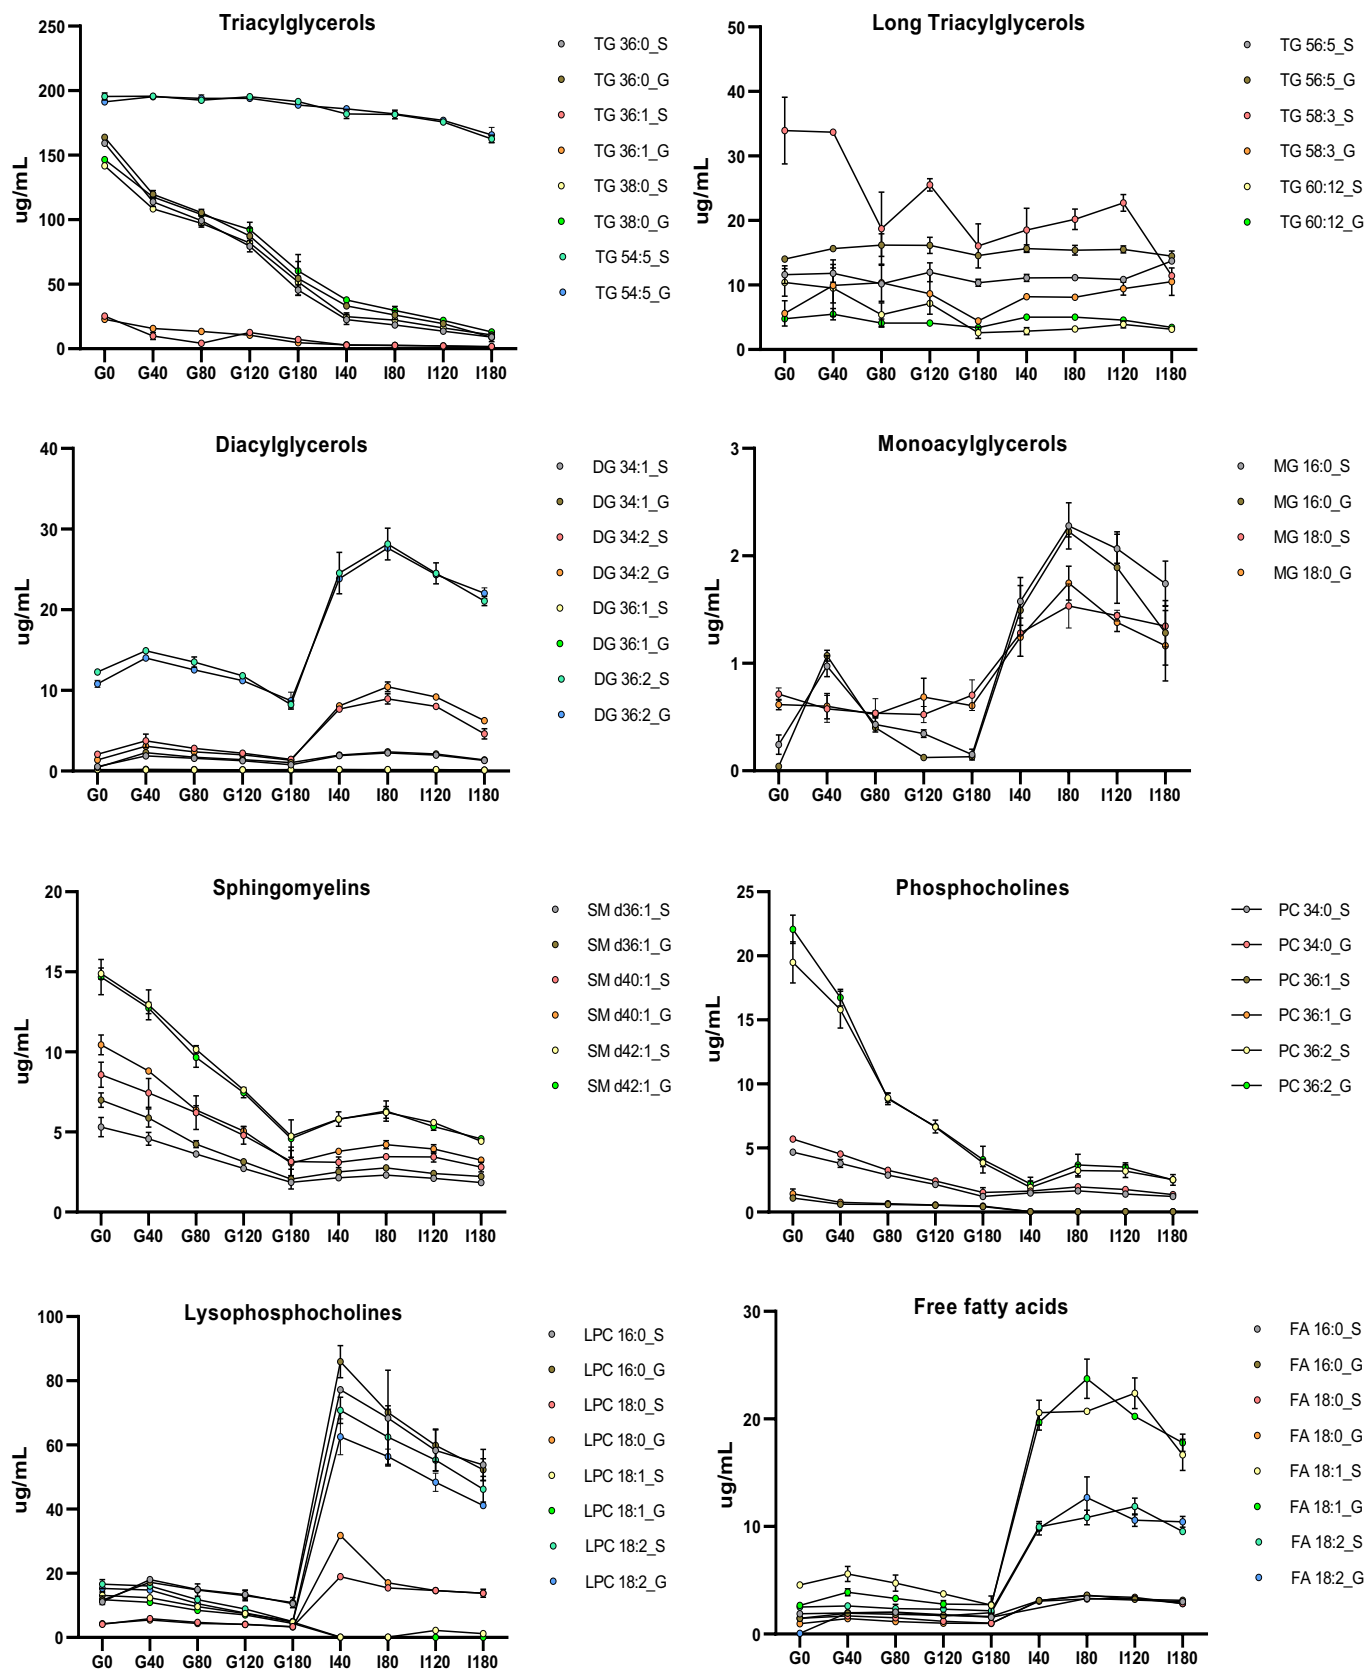 Triacylglycerols
ug/mL
250
200
150
100
50
0
G0 G40 G80 G120 G180 I40 I80 I120 I180
TG 36:0_S
TG 36:0_G
TG 36:1_S
TG 36:1_G
TG 38:0_S
TG 38:0_G
TG 54:5_S
TG 54:5_G
Long Triacylglycerols
ug/mL
50
40
30
20
10
0
G0 G40 G80 G120 G180 I40 I80 I120 I180
TG 56:5_S
TG 56:5_G
TG 58:3_S
TG 58:3_G
TG 60:12_S
TG 60:12_G
Diacylglycerols
ug/mL
40
30
20
10
0
G0 G40 G80 G120 G180 I40 I80 I120 I180
DG 34:1_S
DG 34:1_G
DG 34:2_S
DG 34:2_G
DG 36:1_S
DG 36:1_G
DG 36:2_S
DG 36:2_G
Monoacylglycerols
ug/mL
3
2
1
0
G0 G40 G80 G120 G180 I40 I80 I120 I180
MG 16:0_S
MG 16:0_G
MG 18:0_S
MG 18:0_G
Sphingomyelins
ug/mL
20
15
10
5
0
G0 G40 G80 G120 G180 I40 I80 I120 I180
SM d36:1_S
SM d36:1_G
SM d40:1_S
SM d40:1_G
SM d42:1_S
SM d42:1_G
Phosphocholines
ug/mL
25
20
15
10
5
0
G0 G40 G80 G120 G180 I40 I80 I120 I180
PC 34:0_S
PC 34:0_G
PC 36:1_S
PC 36:1_G
PC 36:2_S
PC 36:2_G
Lysophosphocholines
ug/mL
100
80
60
40
20
0
G0 G40 G80 G120 G180 I40 I80 I120 I180
LPC 16:0_S
LPC 16:0_G
LPC 18:0_S
LPC 18:0_G
LPC 18:1_S
LPC 18:1_G
LPC 18:2_S
LPC 18:2_G
Free fatty acids
ug/mL
30
20
10
0
G0 G40 G80 G120 G180 I40 I80 I120 I180
FA 16:0_S
FA 16:0_G
FA 18:0_S
FA 18:0_G
FA 18:1_S
FA 18:1_G
FA 18:2_S
FA 18:2_G